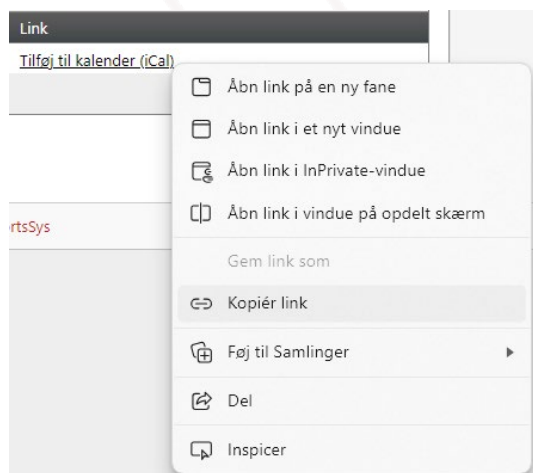 Link
Tilføj til kalender (iCal)
Åbn link på en ny fane
Åbn link i et nyt vindue
Åbn link i InPrivate-vindue
Åbn link i vindue på opdelt skærm
rtsSys
Gem link som
Kopiér link
Føj til Samlinger
Del
Inspicer